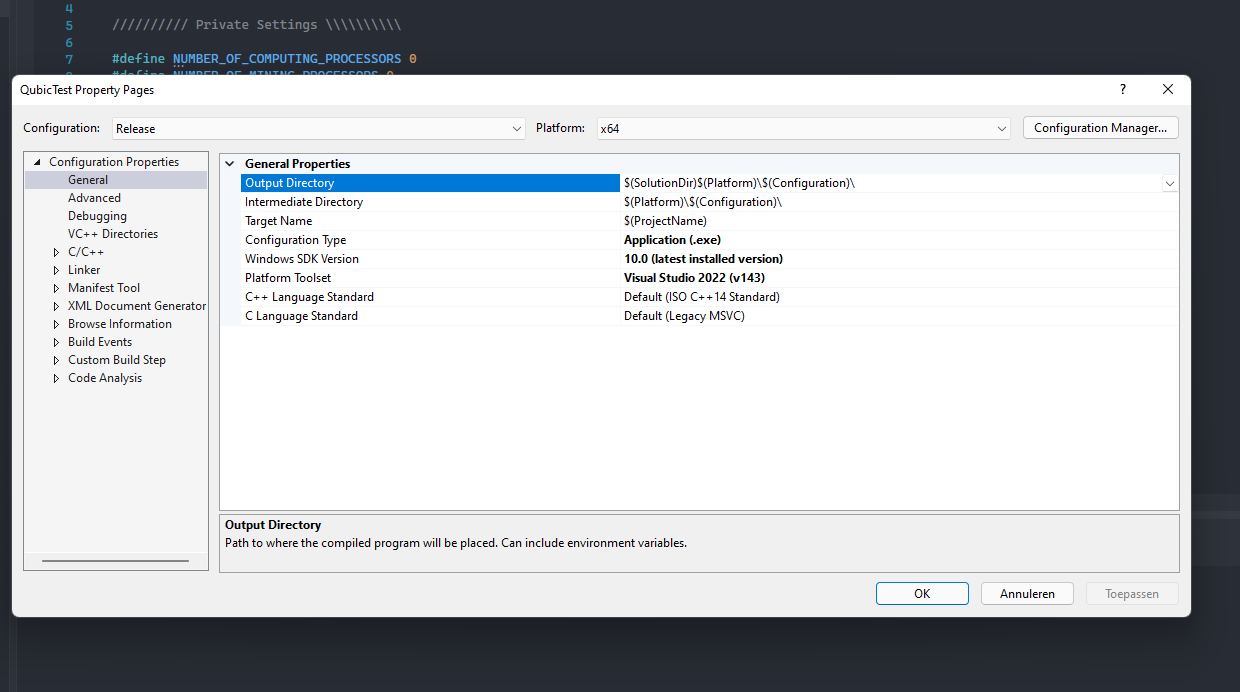 4
5 ////////// Private Settings \\\\\\\\\\
6
7 #define NUMBER_OF_COMPUTING_PROCESSORS 0
8 #define NUMBER_OF_MINING_PROCESSORS 0
QubicTest Property Pages ?
Configuration: Release Platform: x64 Configuration Manager...
Configuration Properties
General
Advanced
Debugging
VC++ Directories
C/C++
Linker
Manifest Tool
XML Document Generator
Browse Information
Build Events
Custom Build Step
Code Analysis
General Properties
Output Directory $(SolutionDir)$(Platform)\$(Configuration)\
Intermediate Directory $(Platform)\$(Configuration)\
Target Name $(ProjectName)
Configuration Type Application (.exe)
Windows SDK Version 10.0 (latest installed version)
Platform Toolset Visual Studio 2022 (v143)
C++ Language Standard Default (ISO C++14 Standard)
C Language Standard Default (Legacy MSVC)
Output Directory
Path to where the compiled program will be placed. Can include environment variables.
OK Annuleren Toepassen